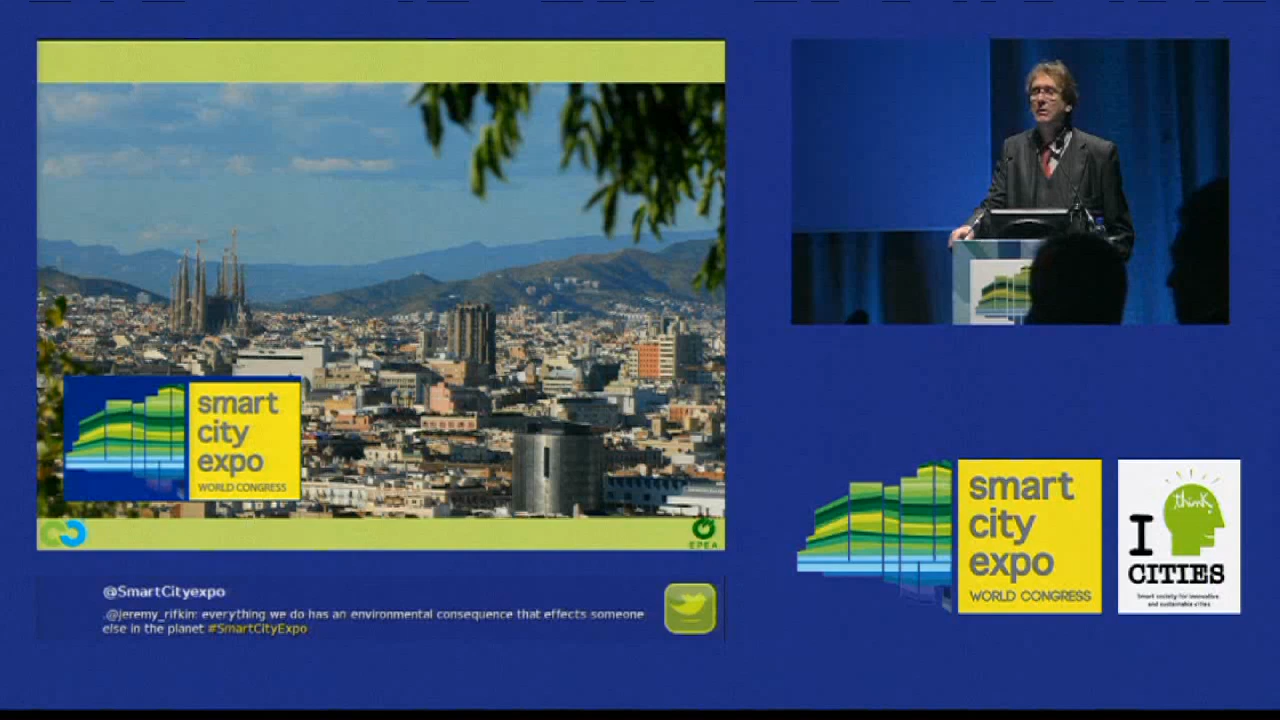 smart
city
expo
WORLD CONGRESS
EPEA
@SmartCityexpo
.@jeremy_rifkin: everything we do has an environmental consequence that effects someone
else in the planet #SmartCityExpo
smart
city
expo
WORLD CONGRESS
think
I
CITIES
Smart society for innovative
and sustainable cities